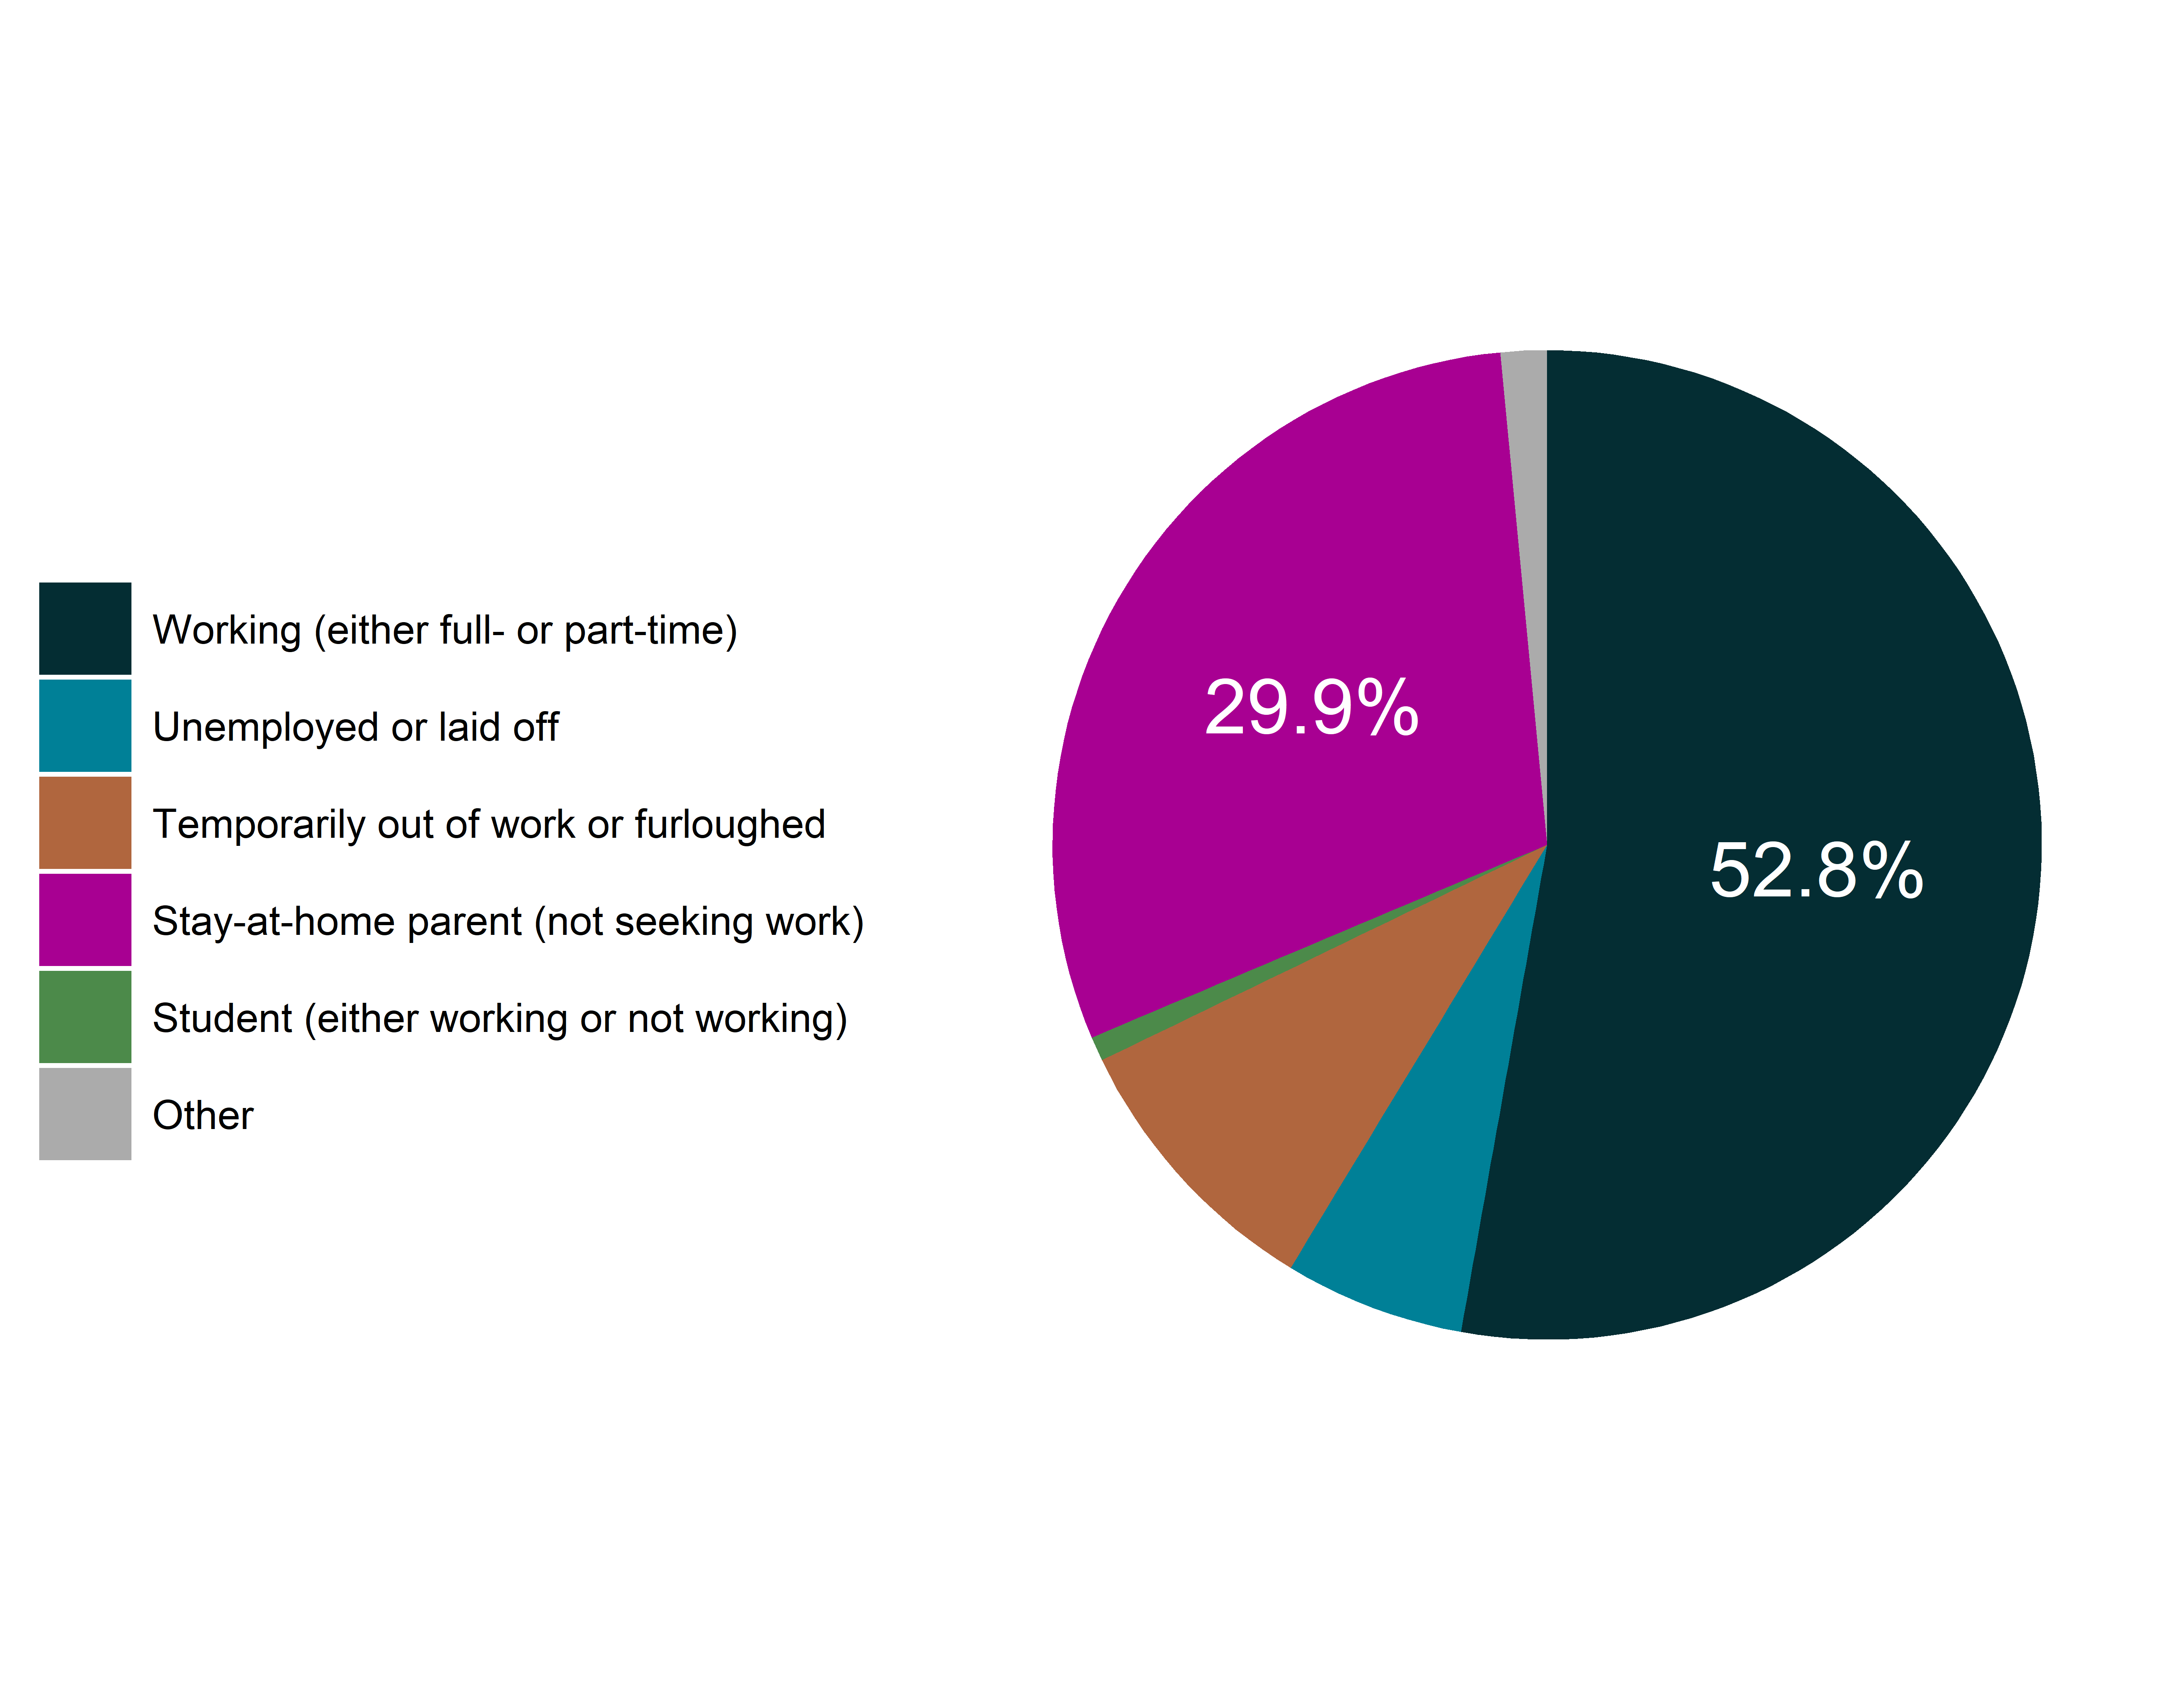 Working (either full- or part-time)
Unemployed or laid off
Temporarily out of work or furloughed
Stay-at-home parent (not seeking work)
Student (either working or not working)
Other
29.9%
52.8%